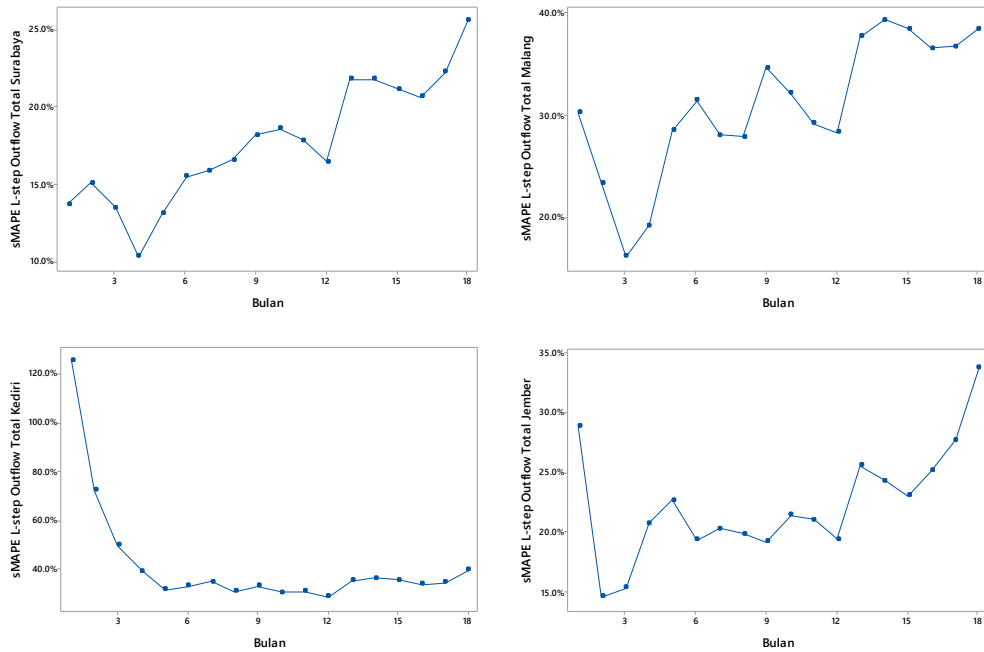 sMAPE L-step Outflow Total Surabaya
25.0%
20.0%
15.0%
10.0%
3 6 9 12 15 18
Bulan
sMAPE L-step Outflow Total Malang
40.0%
30.0%
20.0%
3 6 9 12 15 18
Bulan
sMAPE L-step Outflow Total Kediri
120.0%
100.0%
80.0%
60.0%
40.0%
3 6 9 12 15 18
Bulan
sMAPE L-step Outflow Total Jember
35.0%
30.0%
25.0%
20.0%
15.0%
3 6 9 12 15 18
Bulan